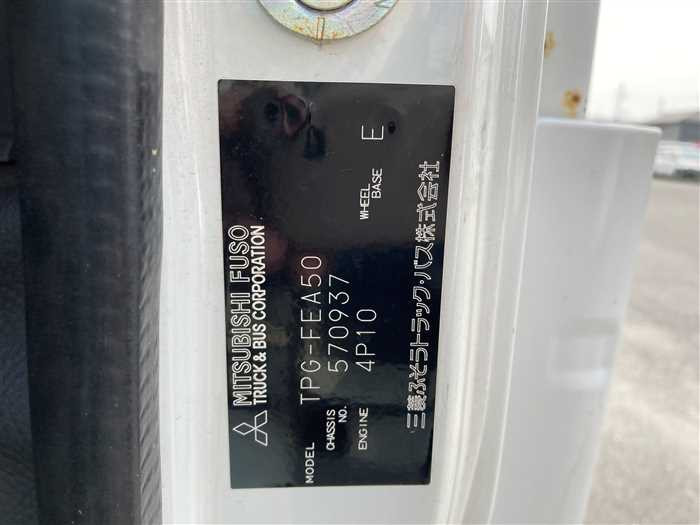 MITSUBISHI FUSO
TRUCK & BUS CORPORATION
MODEL TPG-FEA50
CHASSIS NO. 570937
ENGINE 4P10 WHEEL BASE E
三菱ふそうトラック・バス株式会社